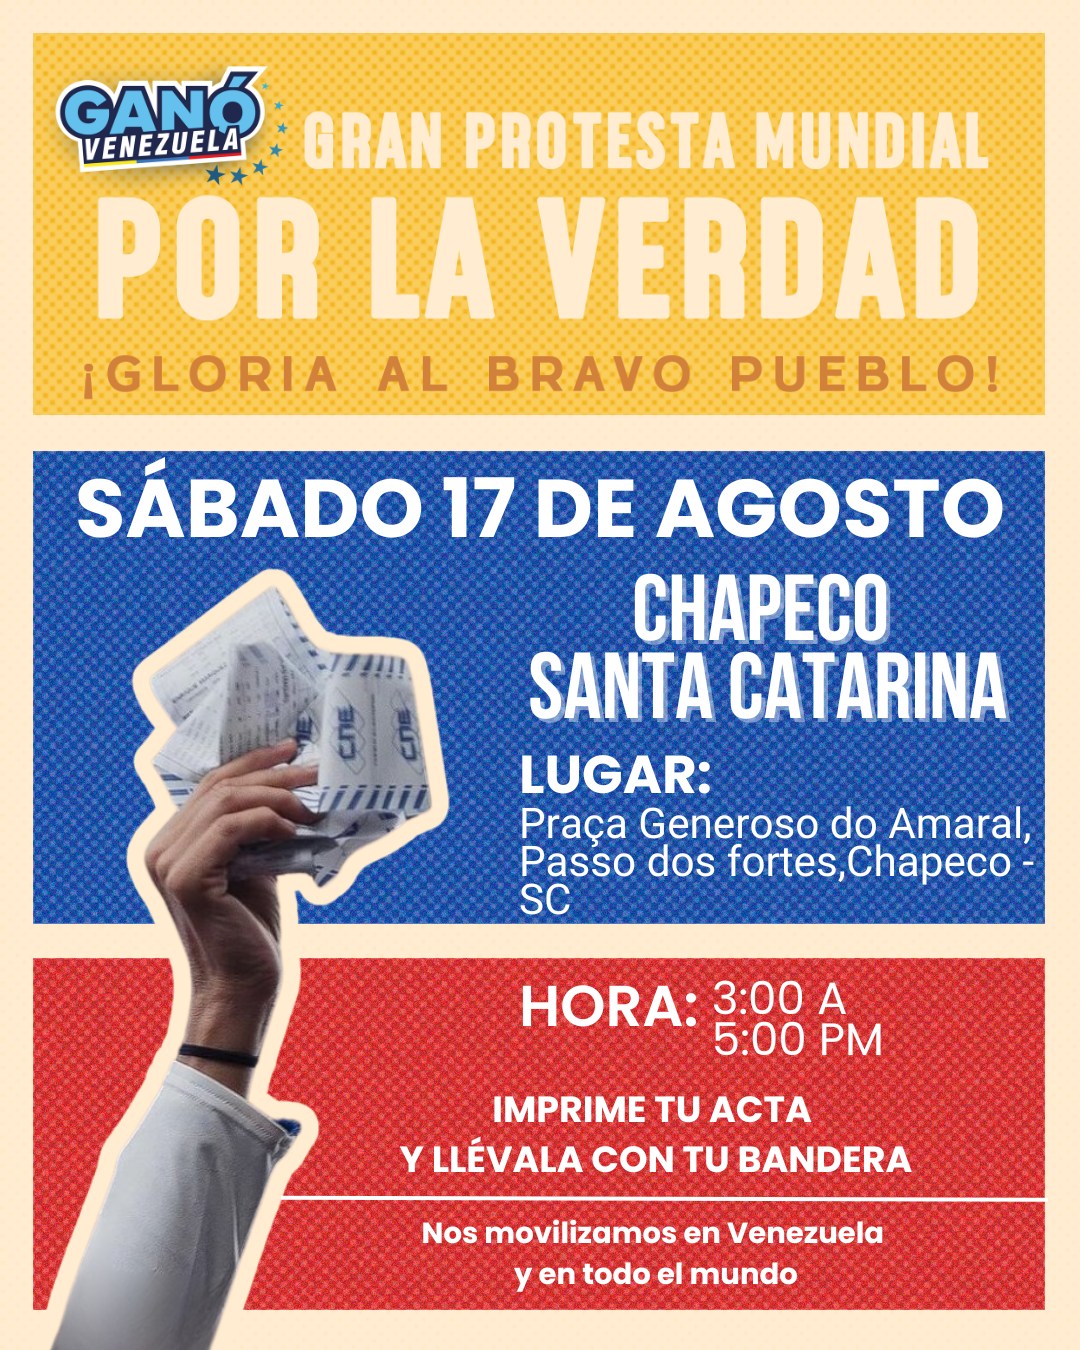 GANÓ
VENEZUELA
GRAN PROTESTA MUNDIAL
POR LA VERDAD
¡GLORIA AL BRAVO PUEBLO!
SÁBADO 17 DE AGOSTO
CHAPECO
SANTA CATARINA
LUGAR:
Praça Generoso do Amaral,
Passo dos fortes,Chapeco -
SC
CNE
CNE
HORA: 3:00 A
5:00 PM
IMPRIME TU ACTA
Y LLÉVALA CON TU BANDERA
Nos movilizamos en Venezuela
y en todo el mundo